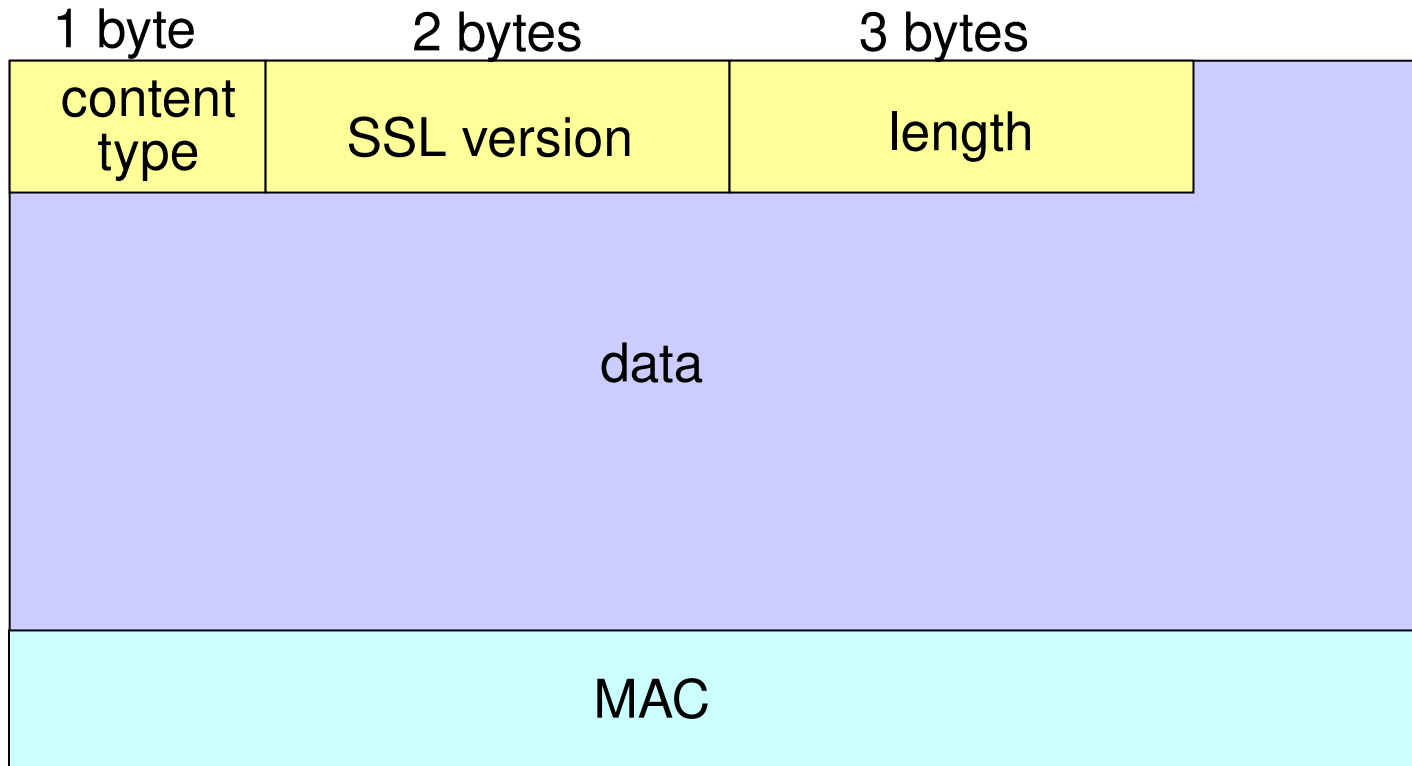 1 byte 2 bytes 3 bytes
content
type
SSL version
length
data
MAC